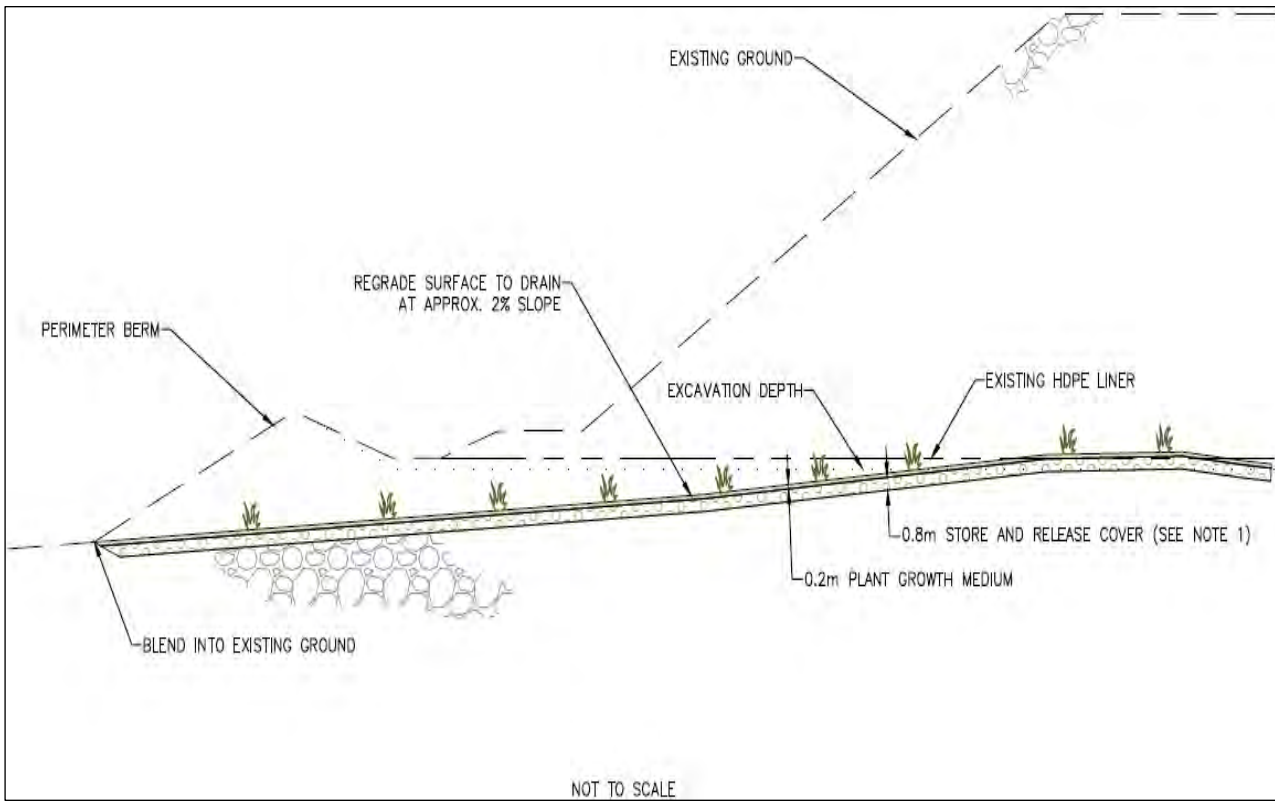 EXISTING GROUND
REGRADE SURFACE TO DRAIN
AT APPROX. 2% SLOPE
PERIMETER BERM
EXCAVATION DEPTH
EXISTING HDPE LINER
0.8m STORE AND RELEASE COVER (SEE NOTE 1)
0.2m PLANT GROWTH MEDIUM
BLEND INTO EXISTING GROUND
NOT TO SCALE